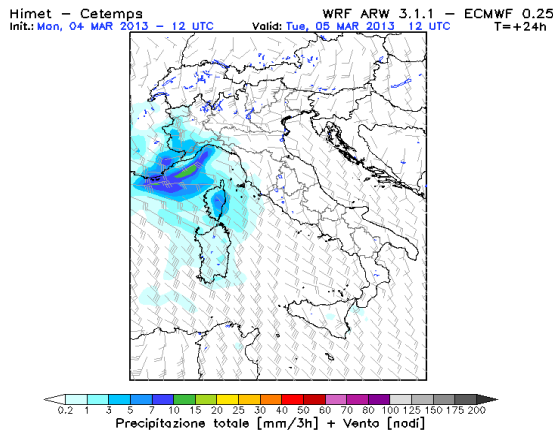 Himet - Cetemps WRF ARW 3.1.1 - ECMWF 0.25
Init.: Mon, 04 MAR 2013 - 12 UTC Valid: Tue, 05 MAR 2013 12 UTC T=+24h
0.2 1 3 5 7 10 15 20 25 30 40 50 60 70 80 100 125 150 175 200
Precipitazione totale [mm/3h] + Vento [nodi]